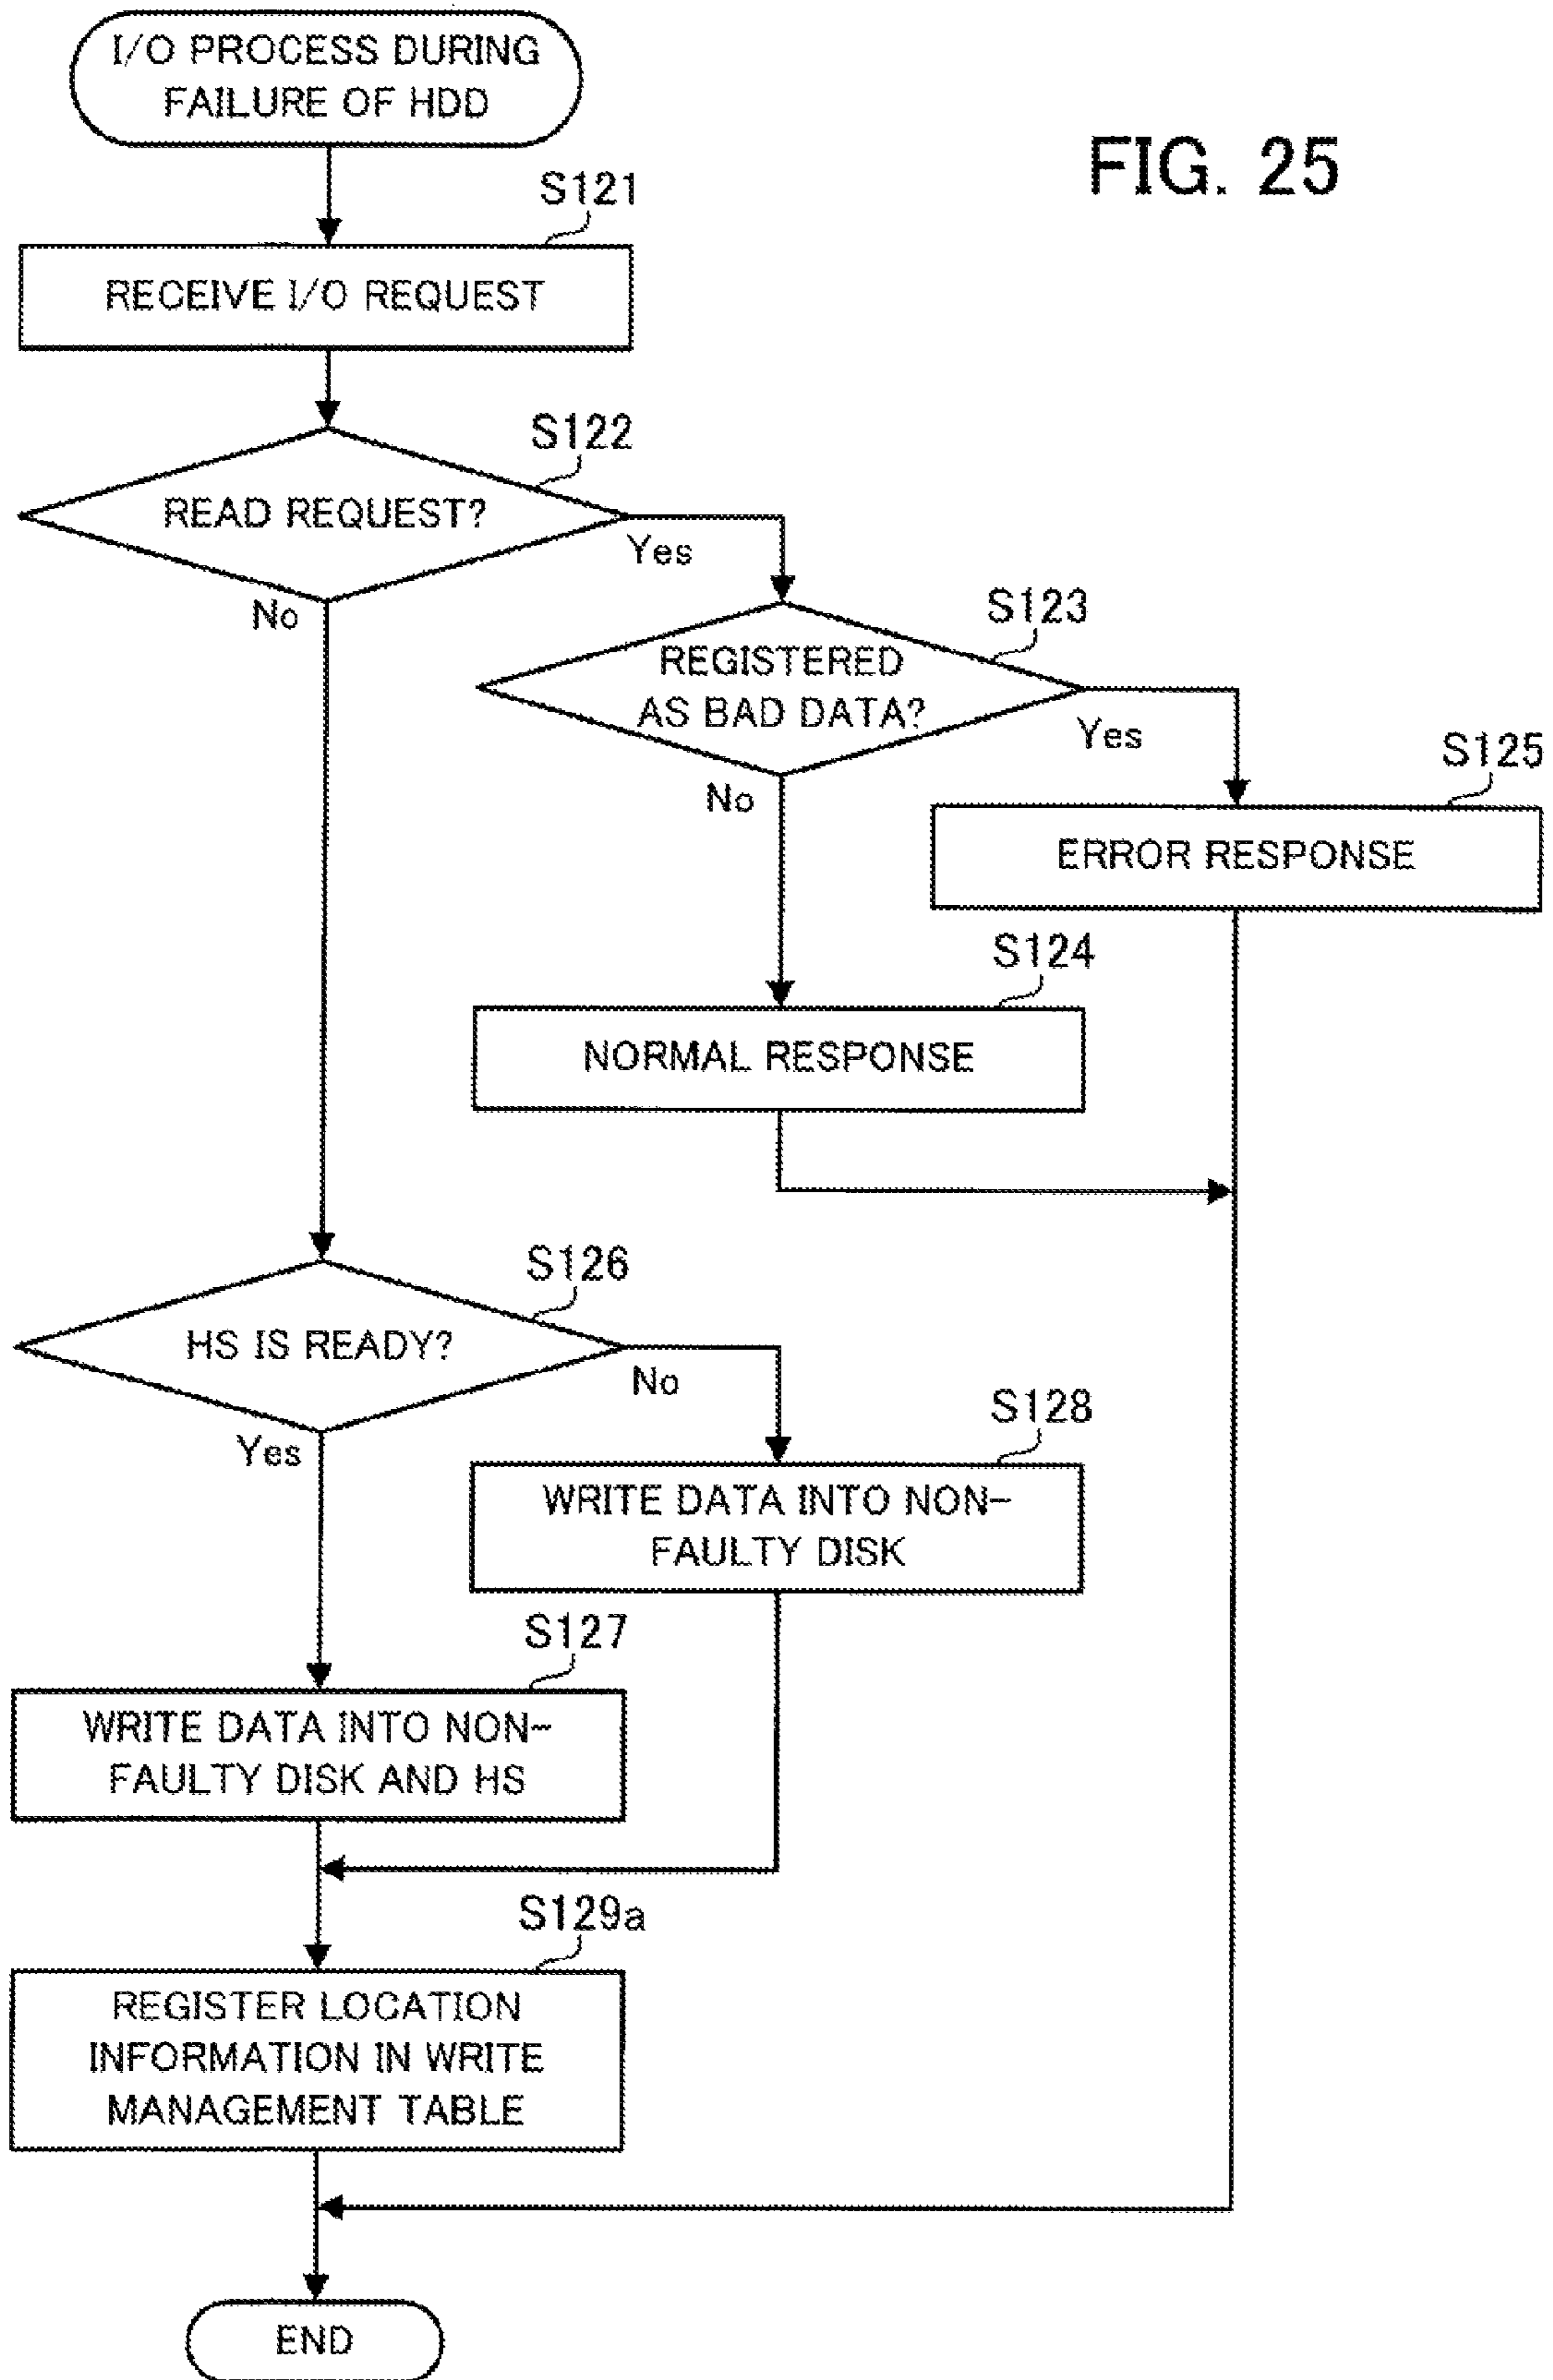 I/O PROCESS DURING
FAILURE OF HDD
FIG. 25
S121
RECEIVE I/O REQUEST
S122
READ REQUEST?
Yes
No
S123
REGISTERED
AS BAD DATA?
Yes
No
S125
ERROR RESPONSE
S124
NORMAL RESPONSE
S126
HS IS READY?
No
Yes
S128
WRITE DATA INTO NON-
FAULTY DISK
S127
WRITE DATA INTO NON-
FAULTY DISK AND HS
S129a
REGISTER LOCATION
INFORMATION IN WRITE
MANAGEMENT TABLE
END